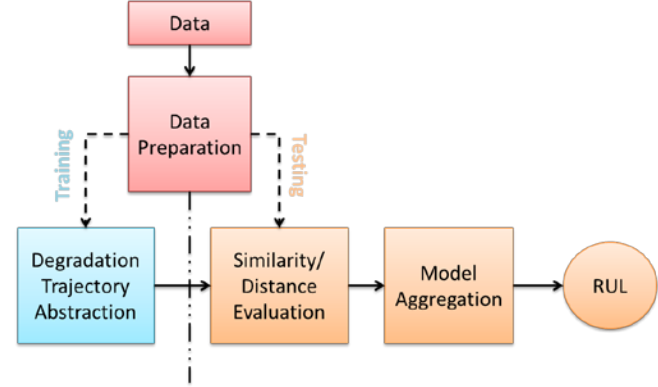 Data
Data
Preparation
Training
Testing
Degradation
Trajectory
Abstraction
Similarity/
Distance
Evaluation
Model
Aggregation
RUL